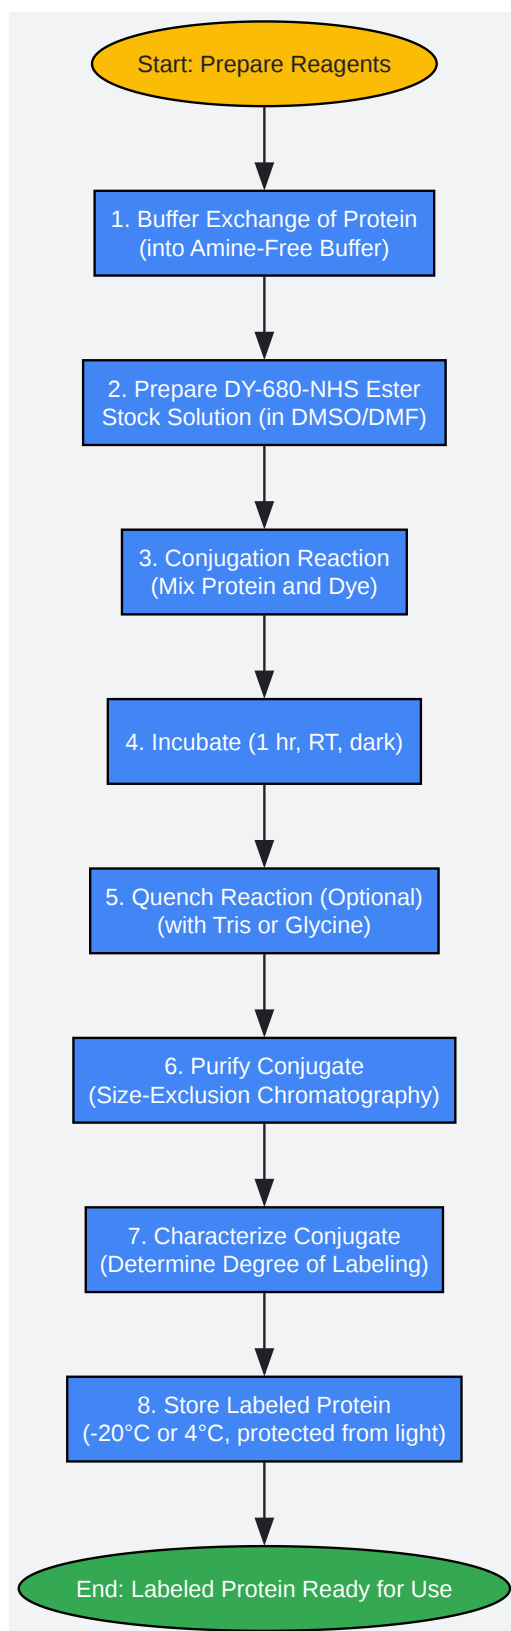 Start: Prepare Reagents
1. Buffer Exchange of Protein
(into Amine-Free Buffer)
2. Prepare DY-680-NHS Ester
Stock Solution (in DMSO/DMF)
3. Conjugation Reaction
(Mix Protein and Dye)
4. Incubate (1 hr, RT, dark)
5. Quench Reaction (Optional)
(with Tris or Glycine)
6. Purify Conjugate
(Size-Exclusion Chromatography)
7. Characterize Conjugate
(Determine Degree of Labeling)
8. Store Labeled Protein
(-20°C or 4°C, protected from light)
End: Labeled Protein Ready for Use